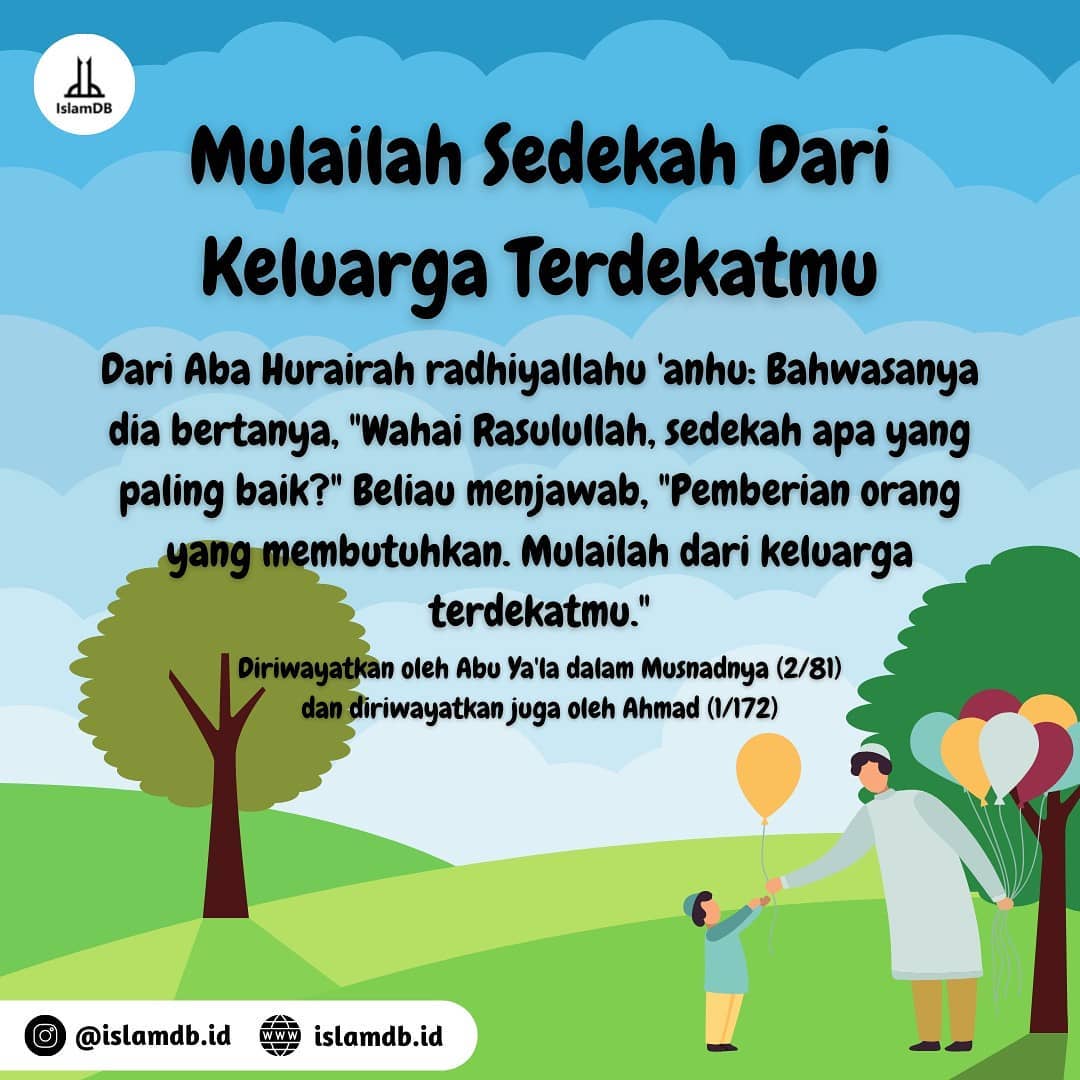 IslamDB
Mulailah Sedekah Dari
Keluarga Terdekatmu
Dari Aba Hurairah radhiyallahu 'anhu: Bahwasanya
dia bertanya, "Wahai Rasulullah, sedekah apa yang
paling baik?" Beliau menjawab, "Pemberian orang
yang membutuhkan. Mulailah dari keluarga
terdekatmu."
Diriwayatkan oleh Abu Ya'la dalam Musnadnya (2/81)
dan diriwayatkan juga oleh Ahmad (1/172)
@islamdb.id WWW islamdb.id